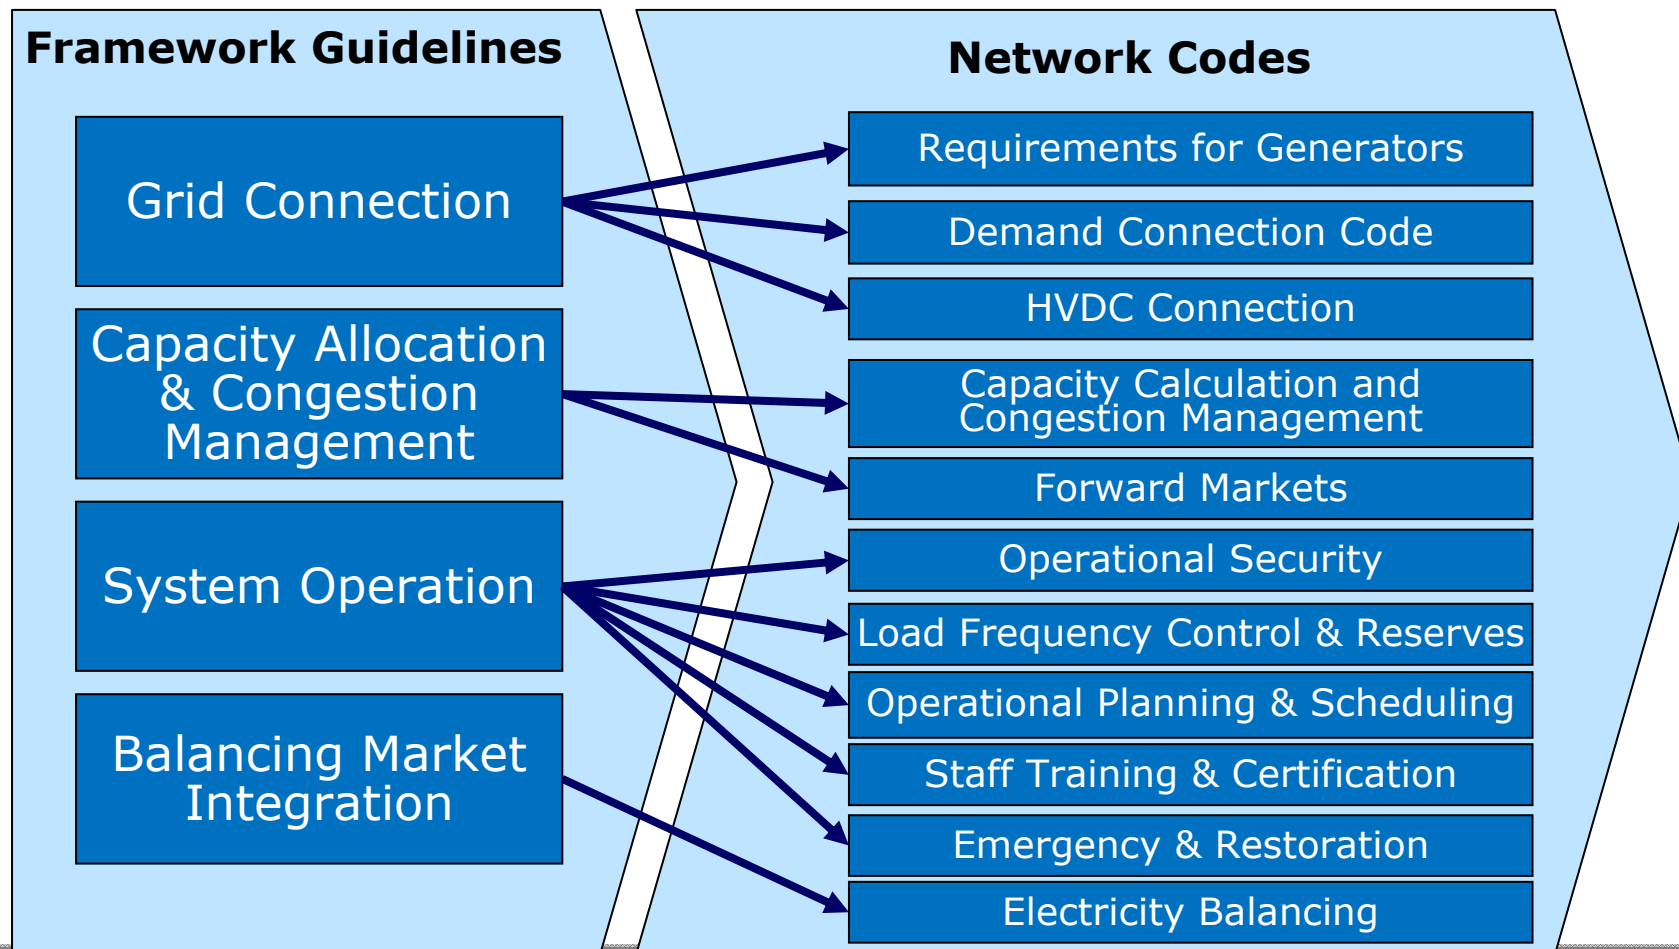 Framework Guidelines
Grid Connection
Capacity Allocation
& Congestion
Management
System Operation
Balancing Market
Integration
Network Codes
Requirements for Generators
Demand Connection Code
HVDC Connection
Capacity Calculation and
Congestion Management
Forward Markets
Operational Security
Load Frequency Control & Reserves
Operational Planning & Scheduling
Staff Training & Certification
Emergency & Restoration
Electricity Balancing